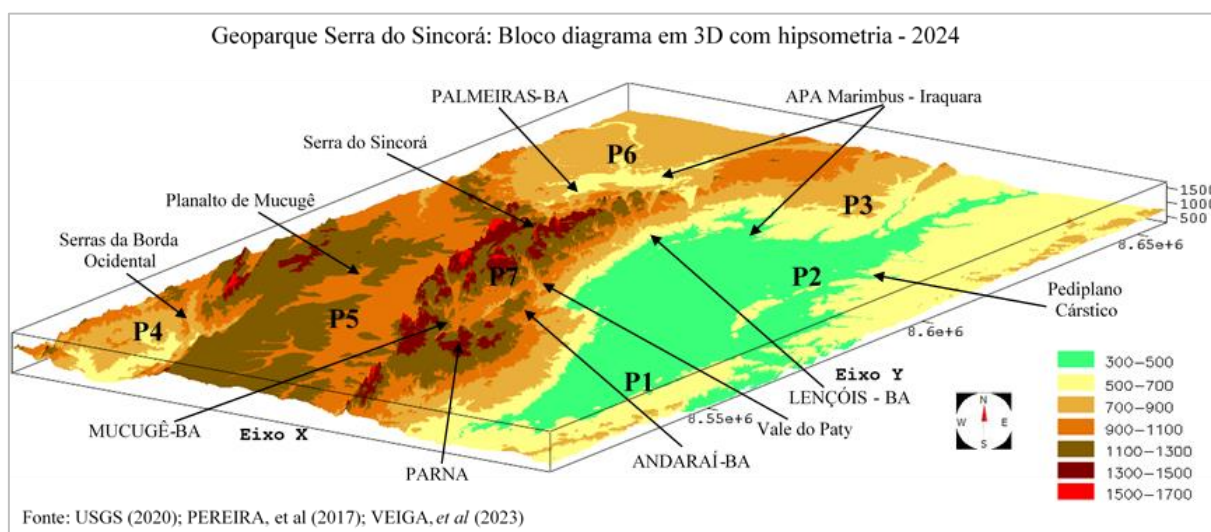 Geoparque Serra do Sincorá: Bloco diagrama em 3D com hipsometria - 2024
PALMEIRAS-BA
APA Marimbus - Iraquara
Serra do Sincorá
P6
Planalto de Mucugê
Serras da Borda
Ocidental
P3
1500
1000
500
8.65e+6
P7
P2
Pediplano
Cárstico
P4
P5
8.6e+6
P1
Eixo Y
8.55e+6
LENÇÓIS - BA
MUCUGÊ-BA
Eixo X
Vale do Paty
PARNA
ANDARAÍ-BA
N
W E
S
300-500
500-700
700-900
900-1100
1100-1300
1300-1500
1500-1700
Fonte: USGS (2020); PEREIRA, et al (2017); VEIGA, et al (2023)